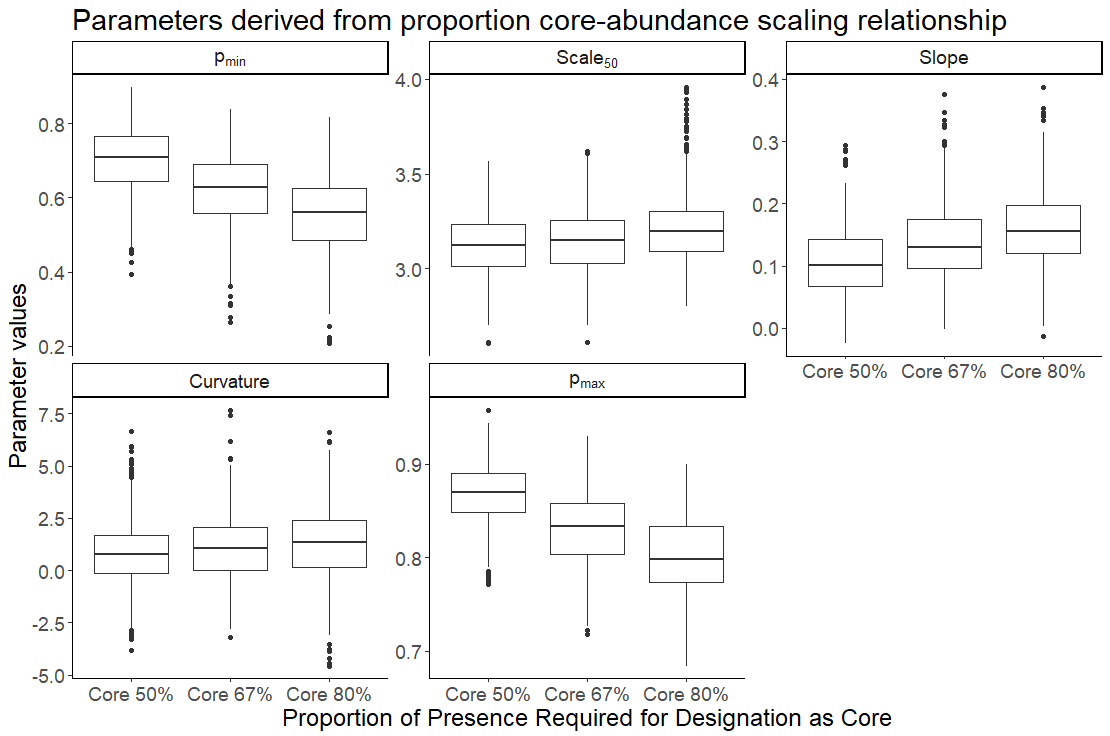 Parameters derived from proportion core-abundance scaling relationship
p_min
Scale_50
Slope
0.8
0.6
0.4
0.2
4.0
3.5
3.0
0.4
0.3
0.2
0.1
0.0
Core 50% Core 67% Core 80%
Parameter values
Curvature
p_max
7.5
5.0
2.5
0.0
-2.5
-5.0
0.9
0.8
0.7
Core 50% Core 67% Core 80%
Core 50% Core 67% Core 80%
Proportion of Presence Required for Designation as Core